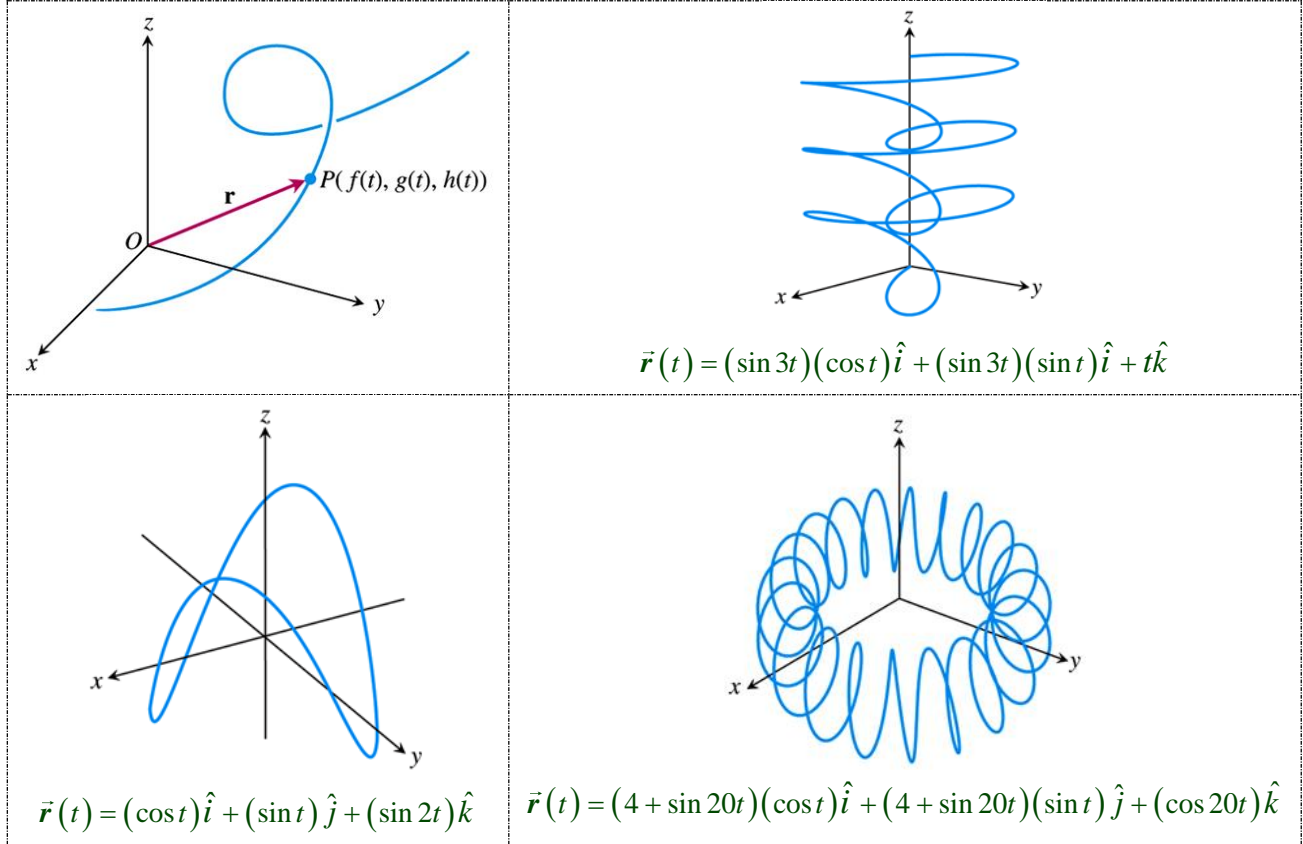 z
P(f(t), g(t), h(t))
r
O
y
x
z
x
y
r⃗(t) = (sin 3t)(cos t)î + (sin 3t)(sin t)î + tk̂
z
x
y
r⃗(t) = (cos t)î + (sin t)ĵ + (sin 2t)k̂
z
x
y
r⃗(t) = (4 + sin 20t)(cos t)î + (4 + sin 20t)(sin t)ĵ + (cos 20t)k̂